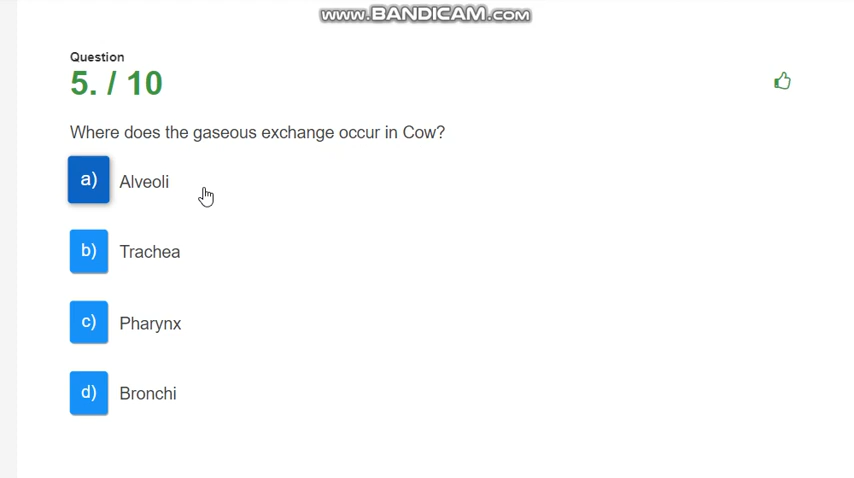 www.BANDICAM.com
Question
5. / 10
Where does the gaseous exchange occur in Cow?
a) Alveoli
b) Trachea
c) Pharynx
d) Bronchi